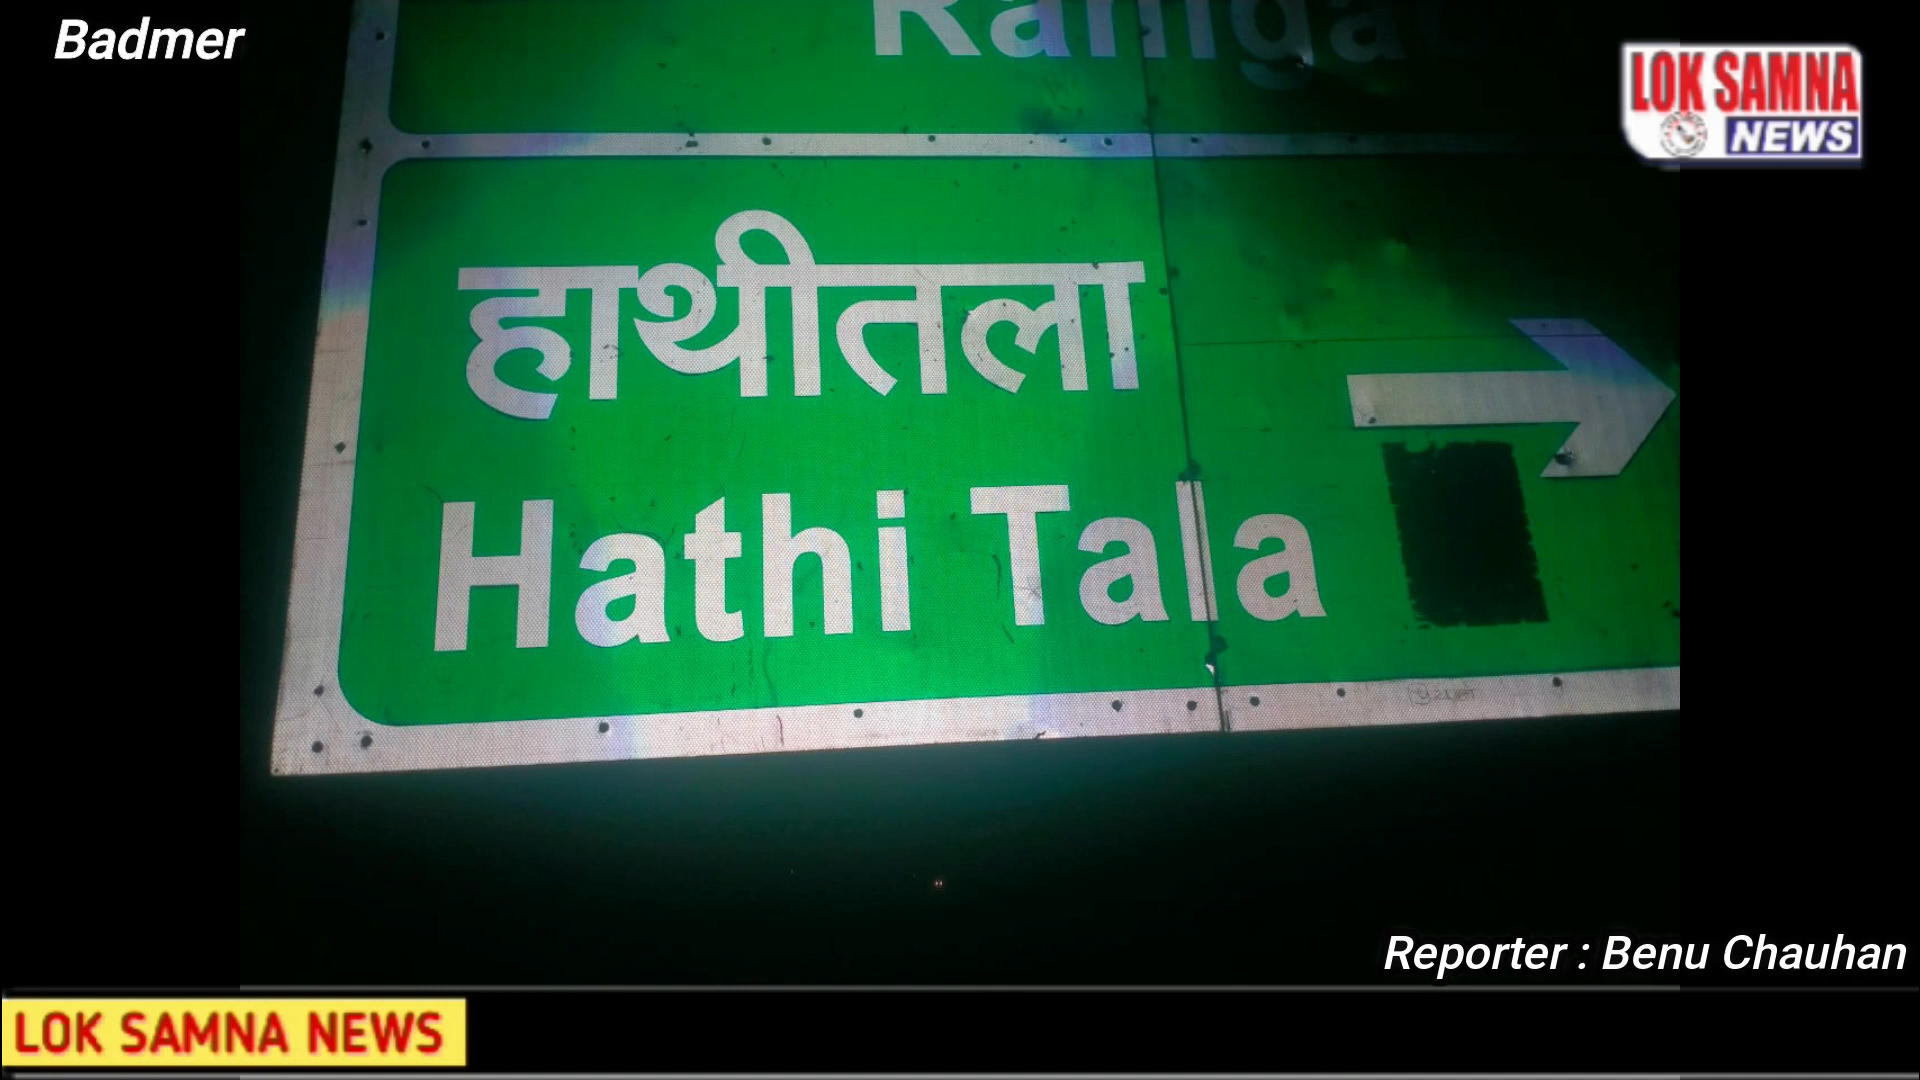 Badmer
LOK SAMNA
NEWS
हाथीतला
Hathi Tala
Reporter : Benu Chauhan
LOK SAMNA NEWS